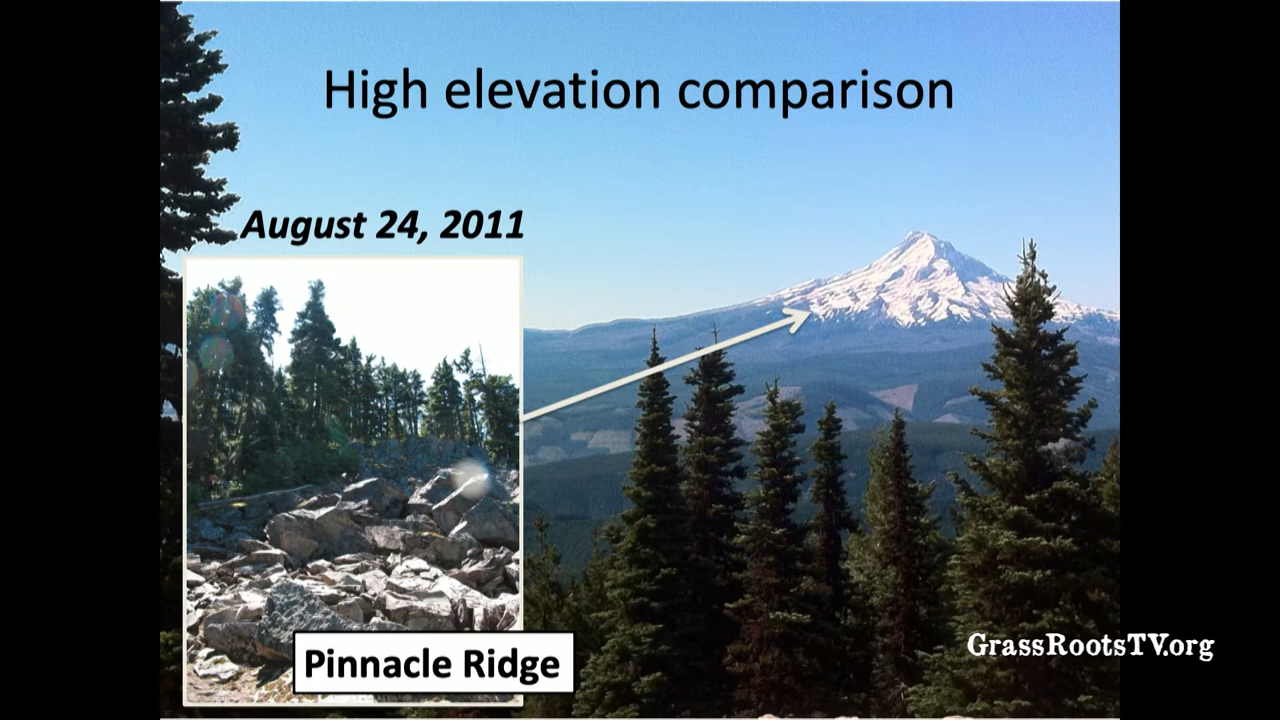 High elevation comparison
August 24, 2011
Pinnacle Ridge
GrassRootsTV.org